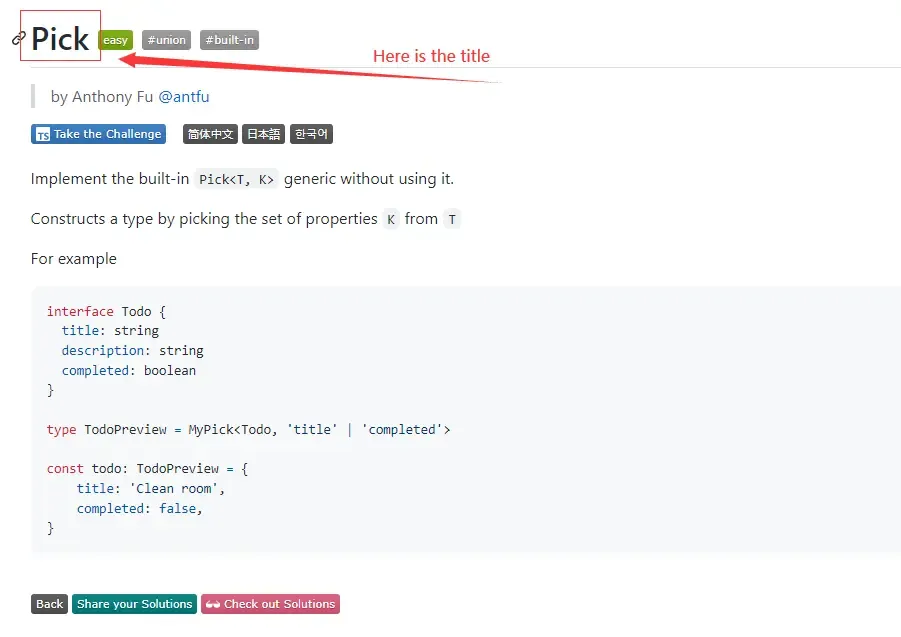 Pick easy #union #built-in
Here is the title
by Anthony Fu @antfu
TS Take the Challenge 简体中文 日本語 한국어
Implement the built-in Pick<T, K> generic without using it.
Constructs a type by picking the set of properties K from T
For example
interface Todo {
  title: string
  description: string
  completed: boolean
}
type TodoPreview = MyPick<Todo, 'title' | 'completed'>
const todo: TodoPreview = {
    title: 'Clean room',
    completed: false,
}
Back Share your Solutions Check out Solutions